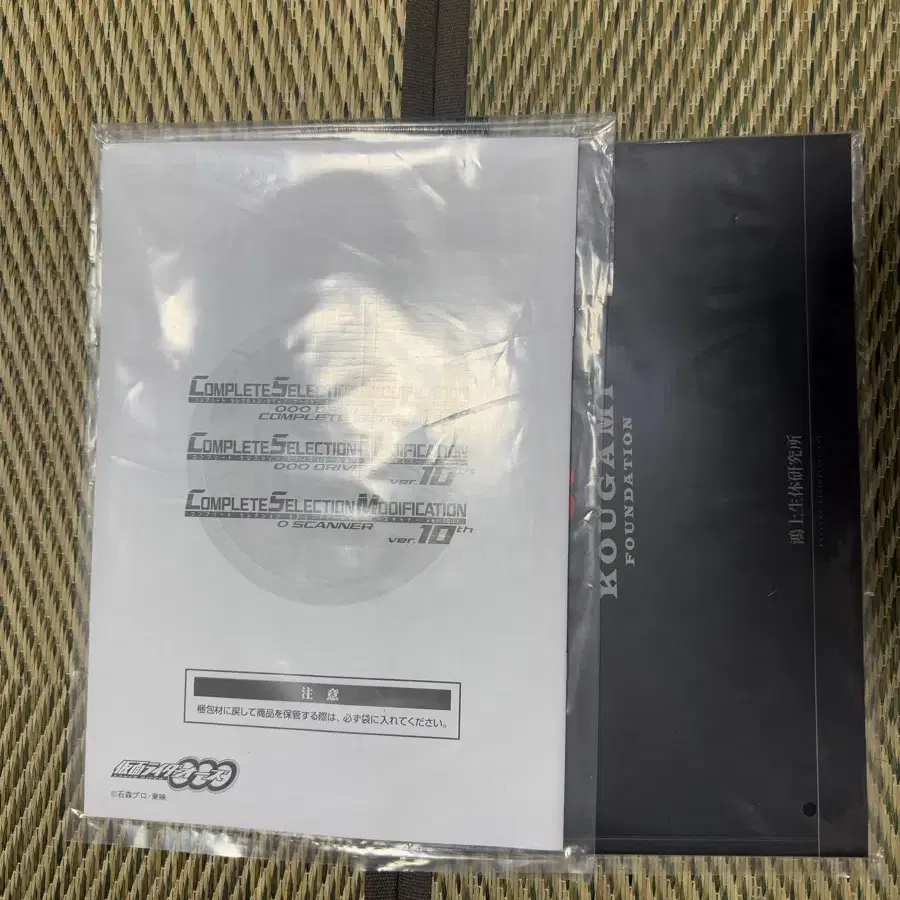 COMPLETE SELECTION
OOO
COMPLETE
COMPLETE SELECTION MODIFICATION
OOO DRIVER
ver.10th
COMPLETE SELECTION MODIFICATION
O SCANNER
ver.10th
注意
梱包材に戻して商品を保管する際は、必ず袋に入れてください。
仮面ライダーオーズ
©石森プロ・東映
KOUGAMI
FOUNDATION
鴻上生体研究所